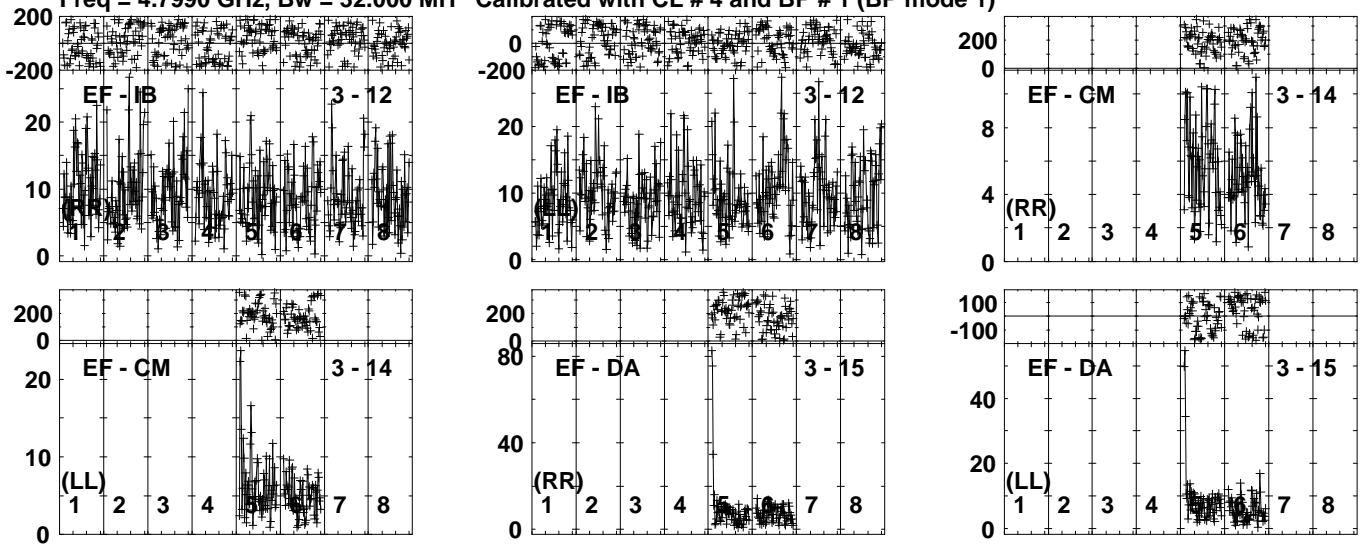 Freq = 4.7990 GHz, Bw = 32.000 MH Calibrated with CL # 4 and BP # 1 (BP mode 1)
200
0
-200
EF - IB 3 - 12
20
10
0
(RR)
1 2 3 4 5 6 7 8
200
0
-200
EF - IB 3 - 12
20
10
0
(LL)
1 2 3 4 5 6 7 8
200
0
EF - CM 3 - 14
8
4
0
(RR)
1 2 3 4 5 6 7 8
200
0
EF - CM 3 - 14
20
10
0
(LL)
1 2 3 4 5 6 7 8
200
0
EF - DA 3 - 15
80
40
0
(RR)
1 2 3 4 5 6 7 8
100
-100
EF - DA 3 - 15
40
20
0
(LL)
1 2 3 4 5 6 7 8